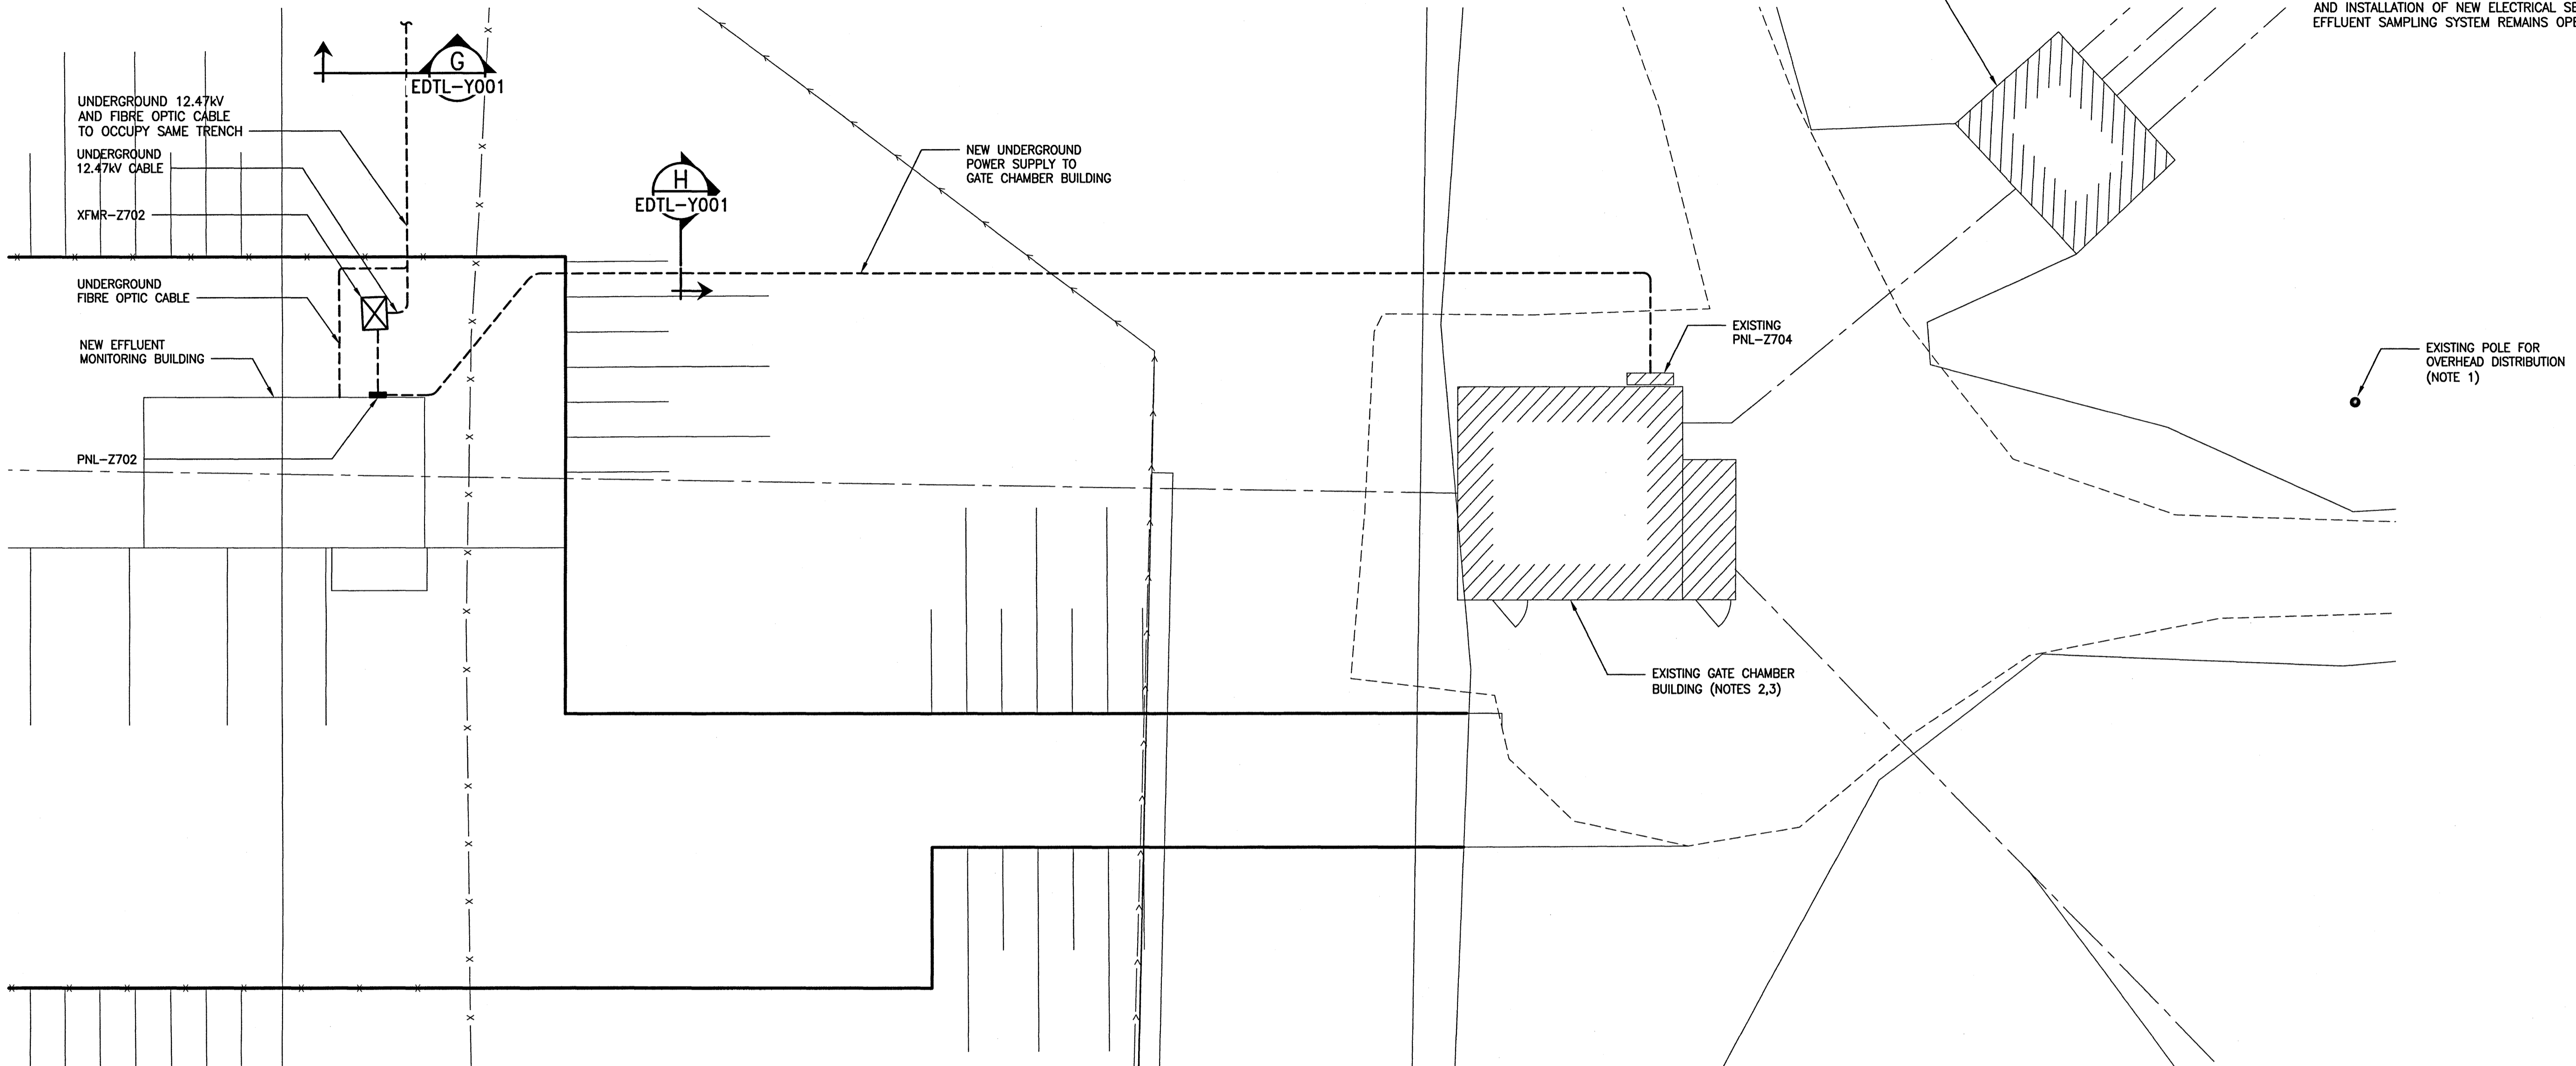 AND INSTALLATION OF NEW ELECTRICAL SE
EFFLUENT SAMPLING SYSTEM REMAINS OPE
G
EDTL-Y001
UNDERGROUND 12.47kV
AND FIBRE OPTIC CABLE
TO OCCUPY SAME TRENCH
UNDERGROUND
12.47kV CABLE
XFMR-Z702
UNDERGROUND
FIBRE OPTIC CABLE
NEW EFFLUENT
MONITORING BUILDING
PNL-Z702
H
EDTL-Y001
NEW UNDERGROUND
POWER SUPPLY TO
GATE CHAMBER BUILDING
EXISTING
PNL-Z704
EXISTING POLE FOR
OVERHEAD DISTRIBUTION
(NOTE 1)
EXISTING GATE CHAMBER
BUILDING (NOTES 2,3)